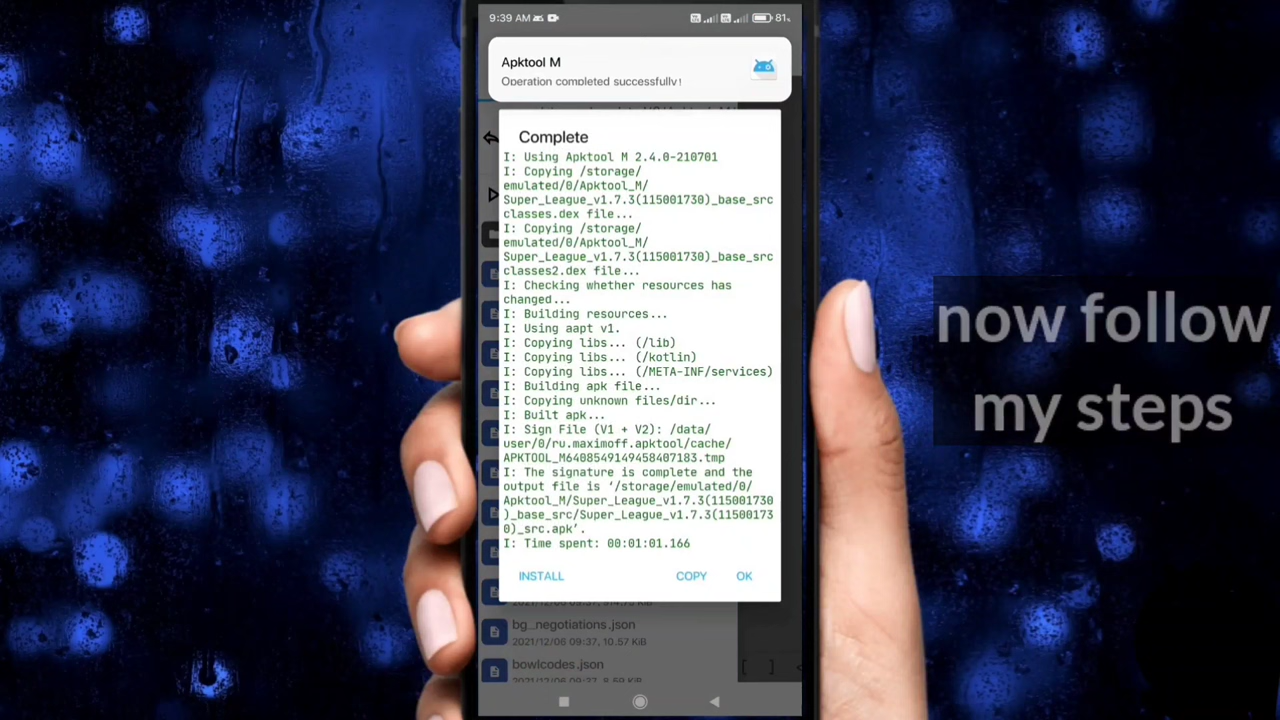 9:39 AM
81
Apktool M
Operation completed successfully!
Complete
I: Using Apktool M 2.4.0-210701
I: Copying /storage/
emulated/0/Apktool_M/
Super_League_v1.7.3(115001730)_base_src
classes.dex file...
I: Copying /storage/
emulated/0/Apktool_M/
Super_League_v1.7.3(115001730)_base_src
classes2.dex file...
I: Checking whether resources has
changed...
I: Building resources...
I: Using aapt v1.
I: Copying libs... (/lib)
I: Copying libs... (/kotlin)
I: Copying libs... (/META-INF/services)
I: Building apk file...
I: Copying unknown files/dir...
I: Built apk...
I: Sign File (V1 + V2): /data/
user/0/ru.maximoff.apktool/cache/
APKTOOL_M6408549149458407183.tmp
I: The signature is complete and the
output file is ‘/storage/emulated/0/
Apktool_M/Super_League_v1.7.3(115001730
)_base_src/Super_League_v1.7.3(11500173
0)_src.apk’.
I: Time spent: 00:01:01.166
INSTALL COPY OK
bg_negotiations.json
2021/12/06 09:37, 10.57 KiB
bowlcodes.json
now follow
my steps